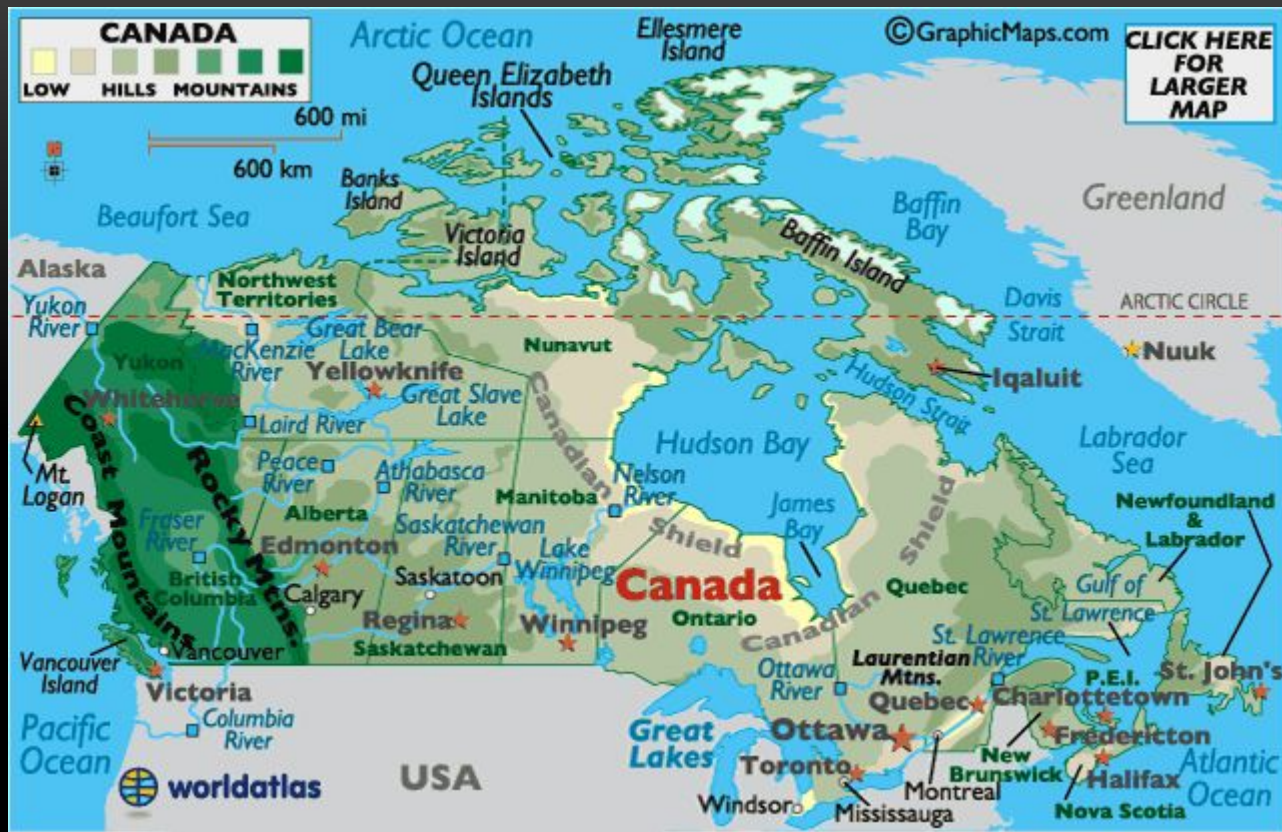 CANADA
LOW HILLS MOUNTAINS
600 mi
600 km
Arctic Ocean
Ellesmere
Island
Queen Elizabeth
Islands
©GraphicMaps.com
CLICK HERE
FOR
LARGER
MAP
Banks
Island
Beaufort Sea
Victoria
Island
Baffin Island
Baffin
Bay
Greenland
Alaska
Northwest
Territories
Yukon
River
Yukon
MacKenzie
River
Great Bear
Lake
Nunavut
Davis
Strait
ARCTIC CIRCLE
Nuuk
Yellowknife
Great Slave
Lake
Iqaluit
Hudson Strait
Whitehorse
Laird River
Coast Mountains
Rocky Mtns.
Canadian Shield
Hudson Bay
Labrador
Sea
Mt.
Logan
Peace
River
Athabasca
River
Nelson
River
Manitoba
Alberta
James
Bay
Canadian Shield
Newfoundland
&
Labrador
Fraser
River
Edmonton
Saskatchewan
River
Lake
Winnipeg
British
Columbia
Calgary
Saskatoon
Canada
Ontario
Quebec
Gulf of
St. Lawrence
Regina
Winnipeg
Saskatchewan
Vancouver
Vancouver
Island
Victoria
Ottawa
River
Laurentian
Mtns.
St. Lawrence
River
P.E.I.
St. John's
Quebec
Charlottetown
Pacific
Ocean
Columbia
River
Great
Lakes
Ottawa
Fredericton
New
Brunswick
Halifax
Atlantic
Ocean
worldatlas
USA
Toronto
Montreal
Windsor
Mississauga
Nova Scotia